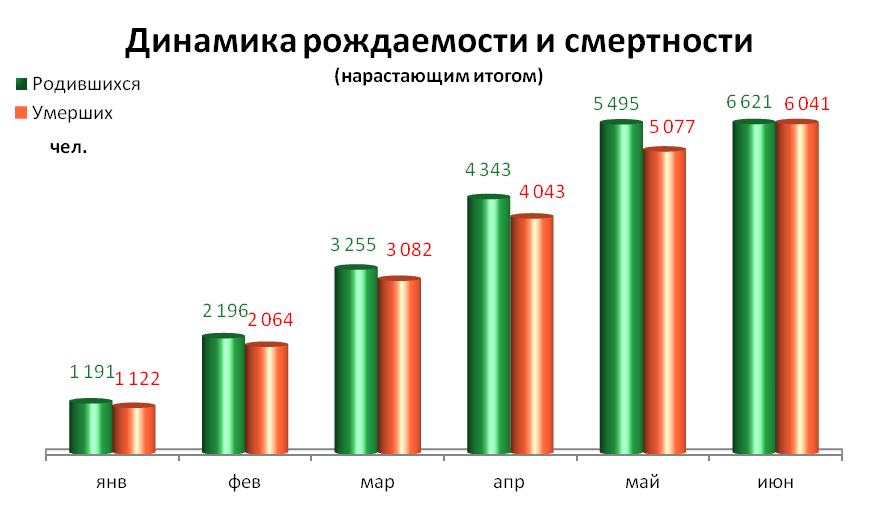 Динамика рождаемости и смертности
(нарастающим итогом)
Родившихся
Умерших
чел.
1 191
1 122
2 196
2 064
3 255
3 082
4 343
4 043
5 495
5 077
6 621
6 041
янв
фев
мар
апр
май
июн